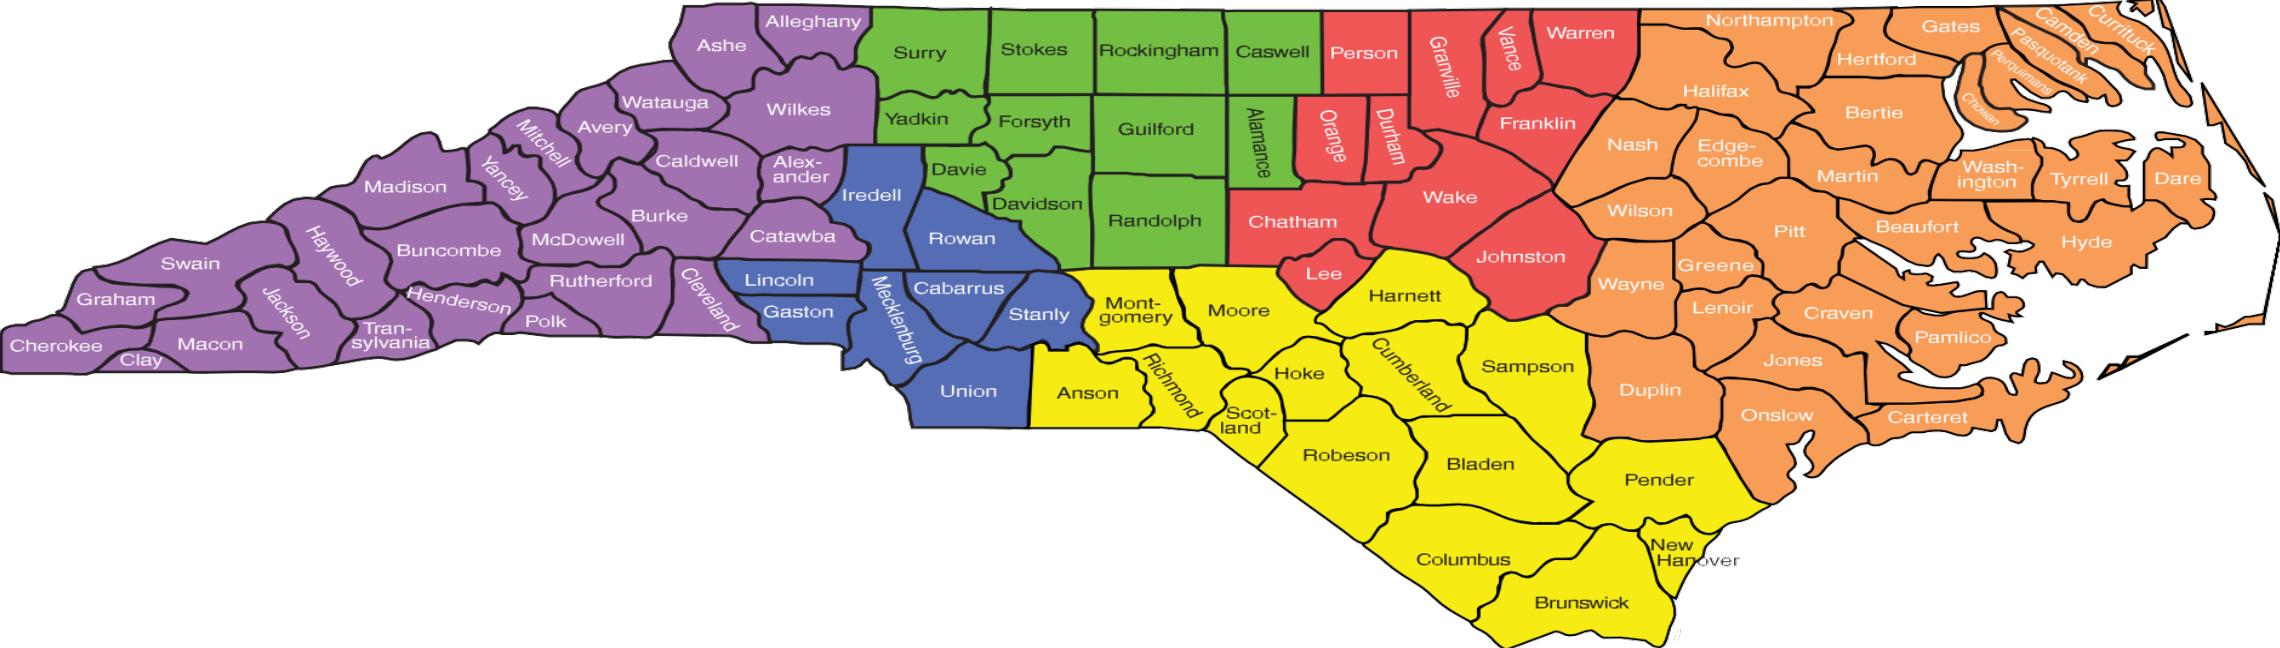 Alleghany
Ashe
Surry
Stokes
Rockingham
Caswell
Person
Granville
Vance
Warren
Northampton
Gates
Camden
Currituck
Pasquotank
Perquimans
Hertford
Chowan
Watauga
Wilkes
Yadkin
Forsyth
Guilford
Alamance
Orange
Durham
Franklin
Halifax
Bertie
Mitchell
Avery
Caldwell
Alex-
ander
Iredell
Davie
Davidson
Randolph
Chatham
Wake
Nash
Edge-
combe
Martin
Wash-
ington
Tyrrell
Dare
Madison
Yancey
Burke
McDowell
Catawba
Rowan
Johnston
Wilson
Pitt
Beaufort
Hyde
Swain
Haywood
Buncombe
Rutherford
Cleveland
Lincoln
Gaston
Mecklenburg
Cabarrus
Stanly
Mont-
gomery
Moore
Lee
Harnett
Wayne
Greene
Lenoir
Craven
Pamlico
Graham
Jackson
Henderson
Polk
Cherokee
Clay
Macon
Tran-
sylvania
Union
Anson
Richmond
Scot-
land
Hoke
Cumberland
Sampson
Duplin
Jones
Onslow
Carteret
Robeson
Bladen
Pender
Columbus
New
Hanover
Brunswick